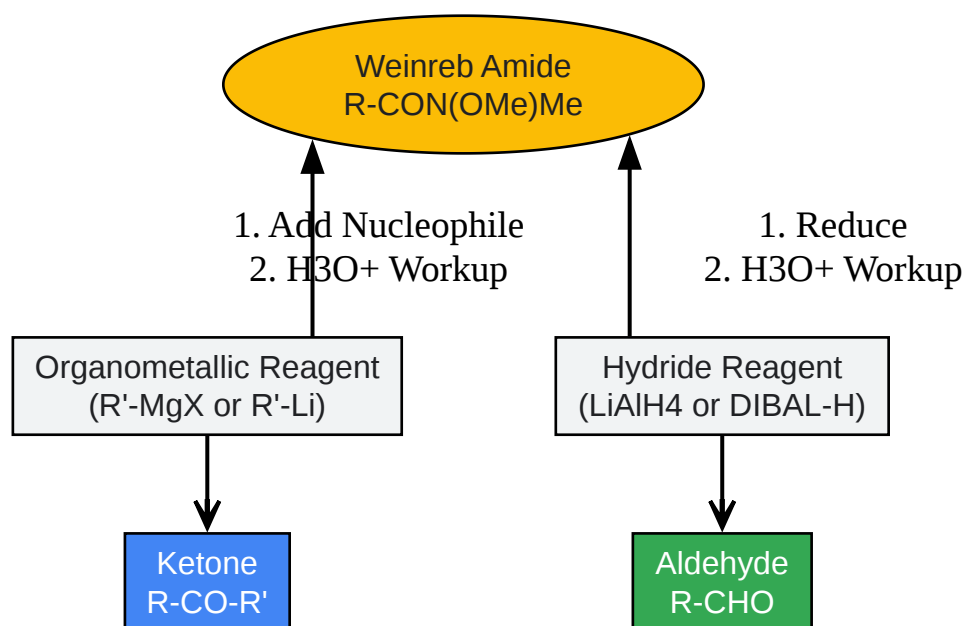 Weinreb Amide
R-CON(OMe)Me
1. Add Nucleophile
2. H3O+ Workup
1. Reduce
2. H3O+ Workup
Organometallic Reagent
(R'-MgX or R'-Li)
Hydride Reagent
(LiAlH4 or DIBAL-H)
Ketone
R-CO-R'
Aldehyde
R-CHO